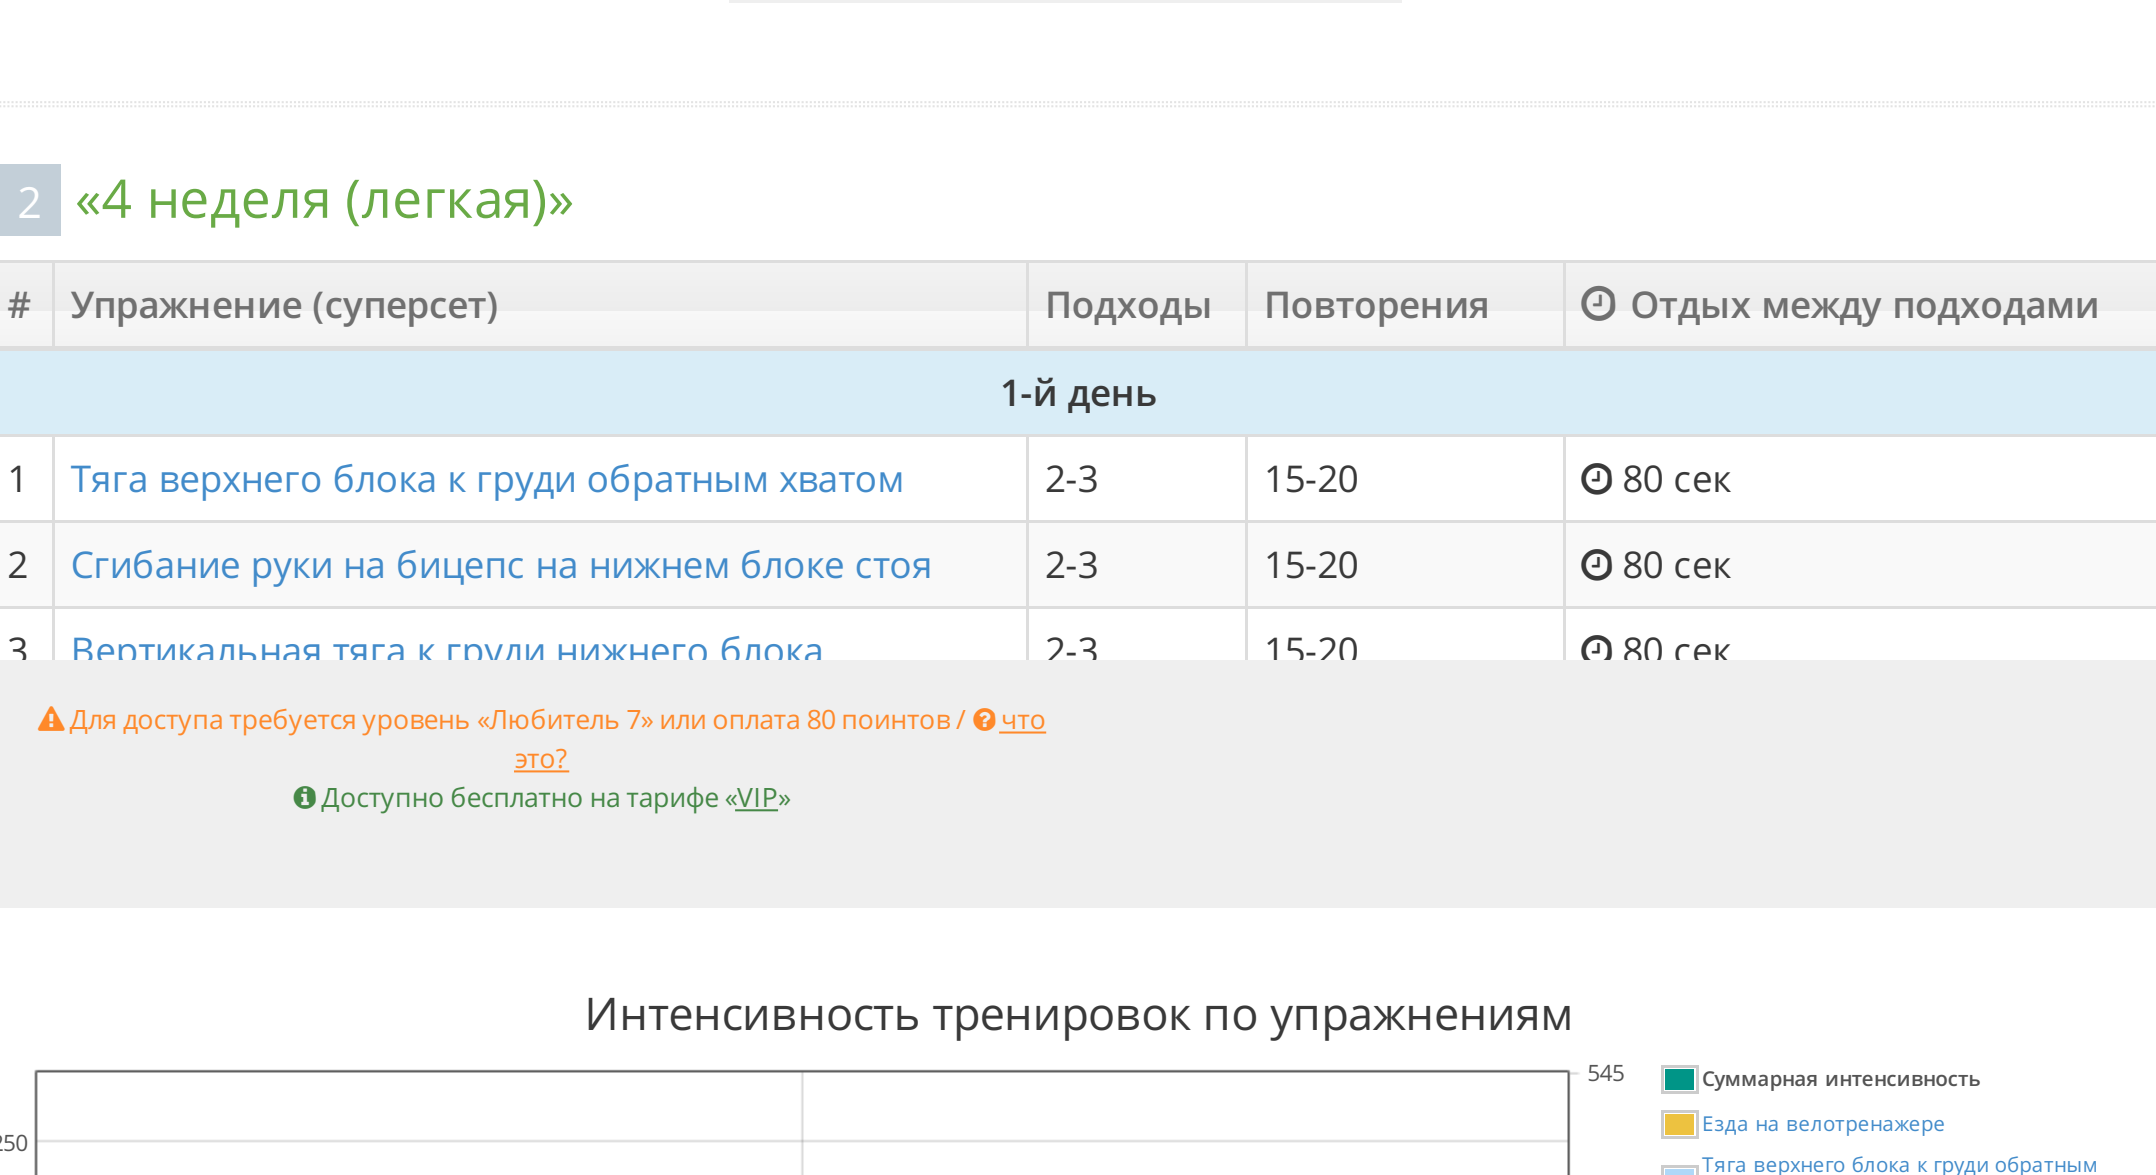 2 «4 неделя (легкая)»
# Упражнение (суперсет) Подходы Повторения Отдых между подходами
1-й день
1 Тяга верхнего блока к груди обратным хватом 2-3 15-20 80 сек
2 Сгибание руки на бицепс на нижнем блоке стоя 2-3 15-20 80 сек
3 Вертикальная тяга к груди нижнего блока 2-3 15-20 80 сек
Для доступа требуется уровень «Любитель 7» или оплата 80 поинтов / что
это?
Доступно бесплатно на тарифе «VIP»
Интенсивность тренировок по упражнениям
545
Суммарная интенсивность
Езда на велотренажере
250
Тяга верхнего блока к груди обратным